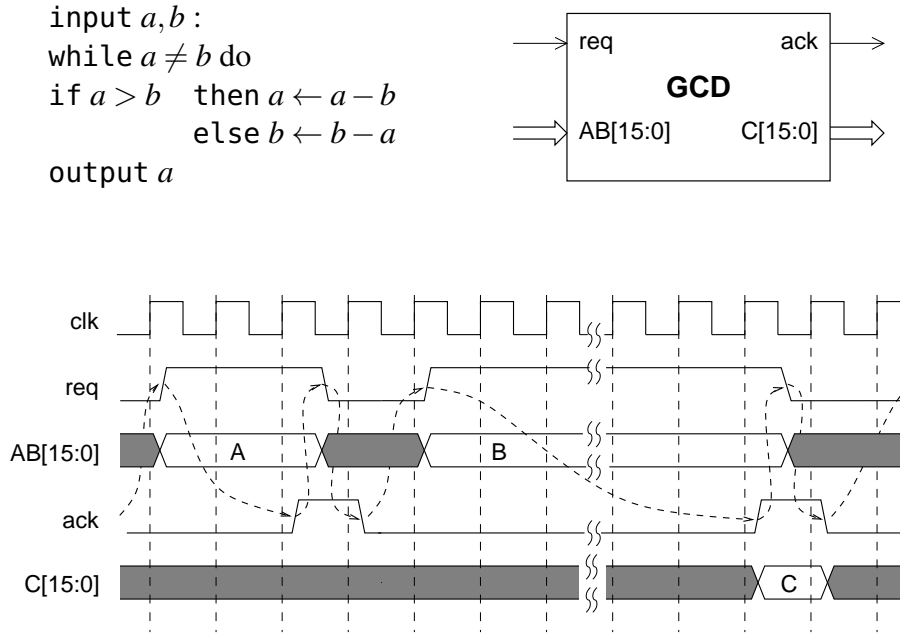 input a,b :
while a ≠ b do
if a > b then a ← a − b
else b ← b − a
output a
req ack
GCD
AB[15:0] C[15:0]
clk
req
AB[15:0] A B
ack
C[15:0] C